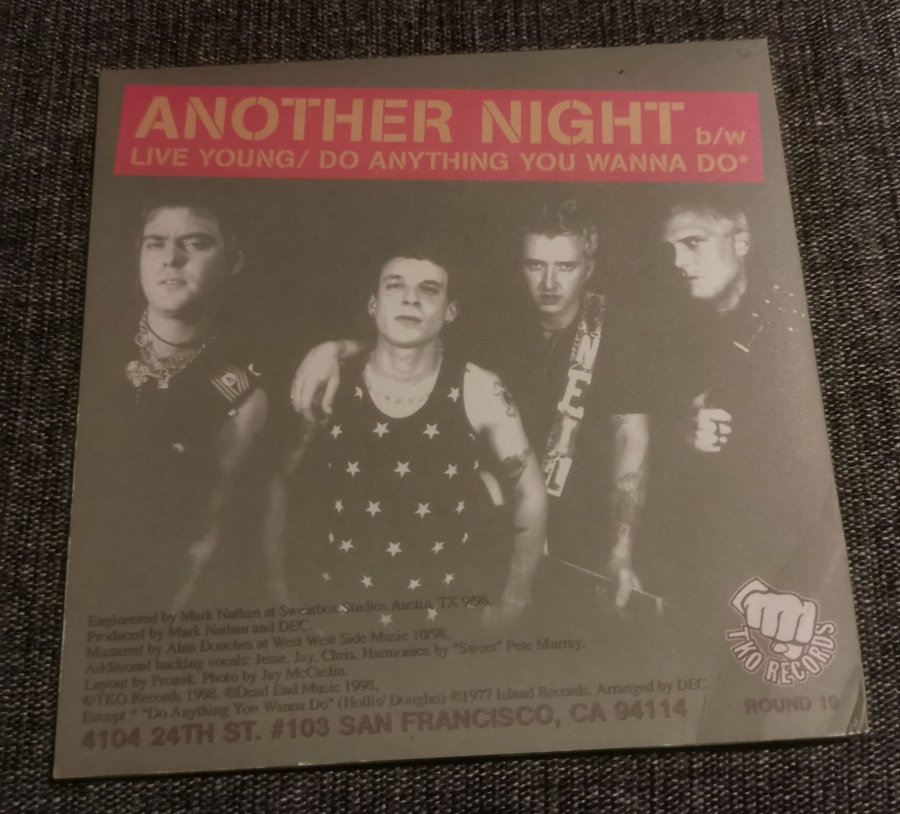 ANOTHER NIGHT b/w
LIVE YOUNG/ DO ANYTHING YOU WANNA DO*
NEIL
Engineered by Mark Nathan at Sweatbox Studios Austin, TX 9/98.
Produced by Mark Nathan and DEC.
Mastered by Alan Douches at West West Side Music 10/98.
Additional backing vocals: Jesse, Jay, Chris. Harmonica by "Sweet" Pete Murray.
Layout by Prozak. Photo by Jay McCaslin.
©TKO Records 1998. ℗Dead End Music 1998.
Except * "Do Anything You Wanna Do" (Hollis/ Douglas) ℗1977 Island Records. Arranged by DEC.
4104 24TH ST. #103 SAN FRANCISCO, CA 94114
TKO RECORDS
ROUND 19